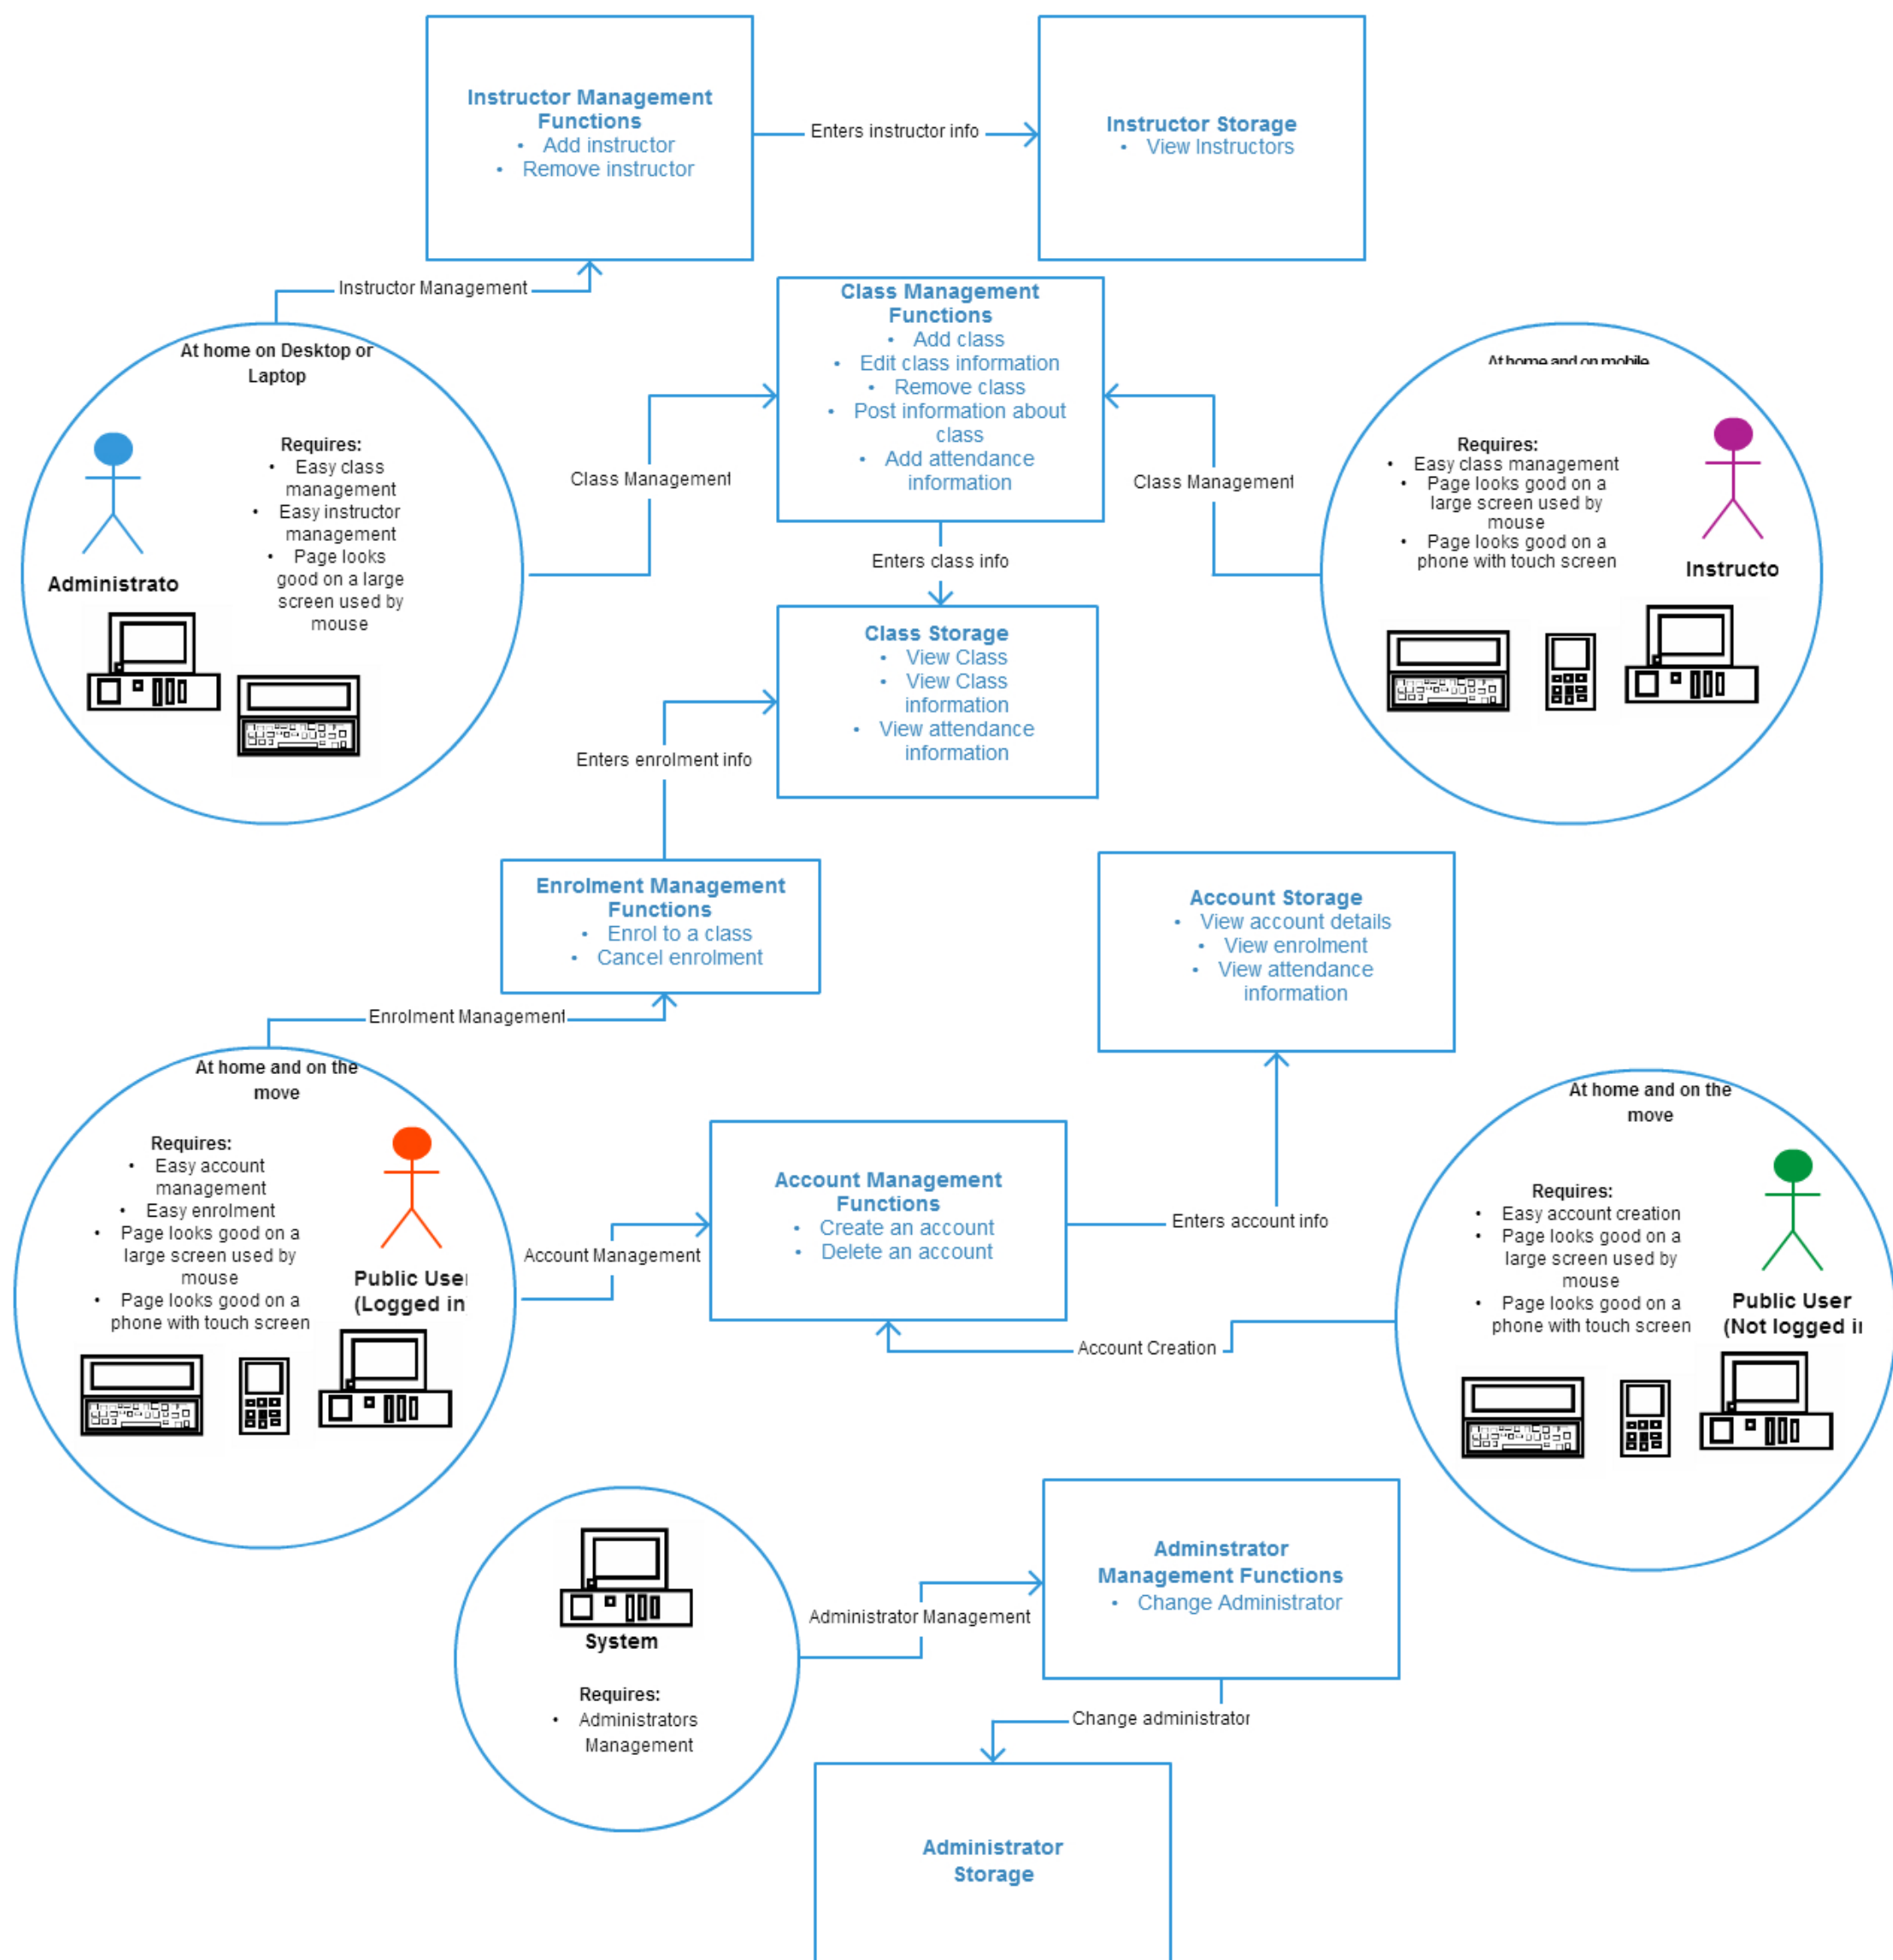 Instructor Management
Functions
• Add instructor
• Remove instructor
Enters instructor info
Instructor Storage
• View Instructors
Instructor Management
Class Management
Functions
• Add class
• Edit class information
• Remove class
• Post information about
class
• Add attendance
information
At home on Desktop or
Laptop
Requires:
• Easy class
management
• Easy instructor
management
• Page looks
good on a large
screen used by
mouse
Administrato
Class Management
Class Management
At home and on mobile
Requires:
• Easy class management
• Page looks good on a
large screen used by
mouse
• Page looks good on a
phone with touch screen
Instructo
Enters class info
Class Storage
• View Class
• View Class
information
• View attendance
information
Enters enrolment info
Enrolment Management
Functions
• Enrol to a class
• Cancel enrolment
Account Storage
• View account details
• View enrolment
• View attendance
information
Enrolment Management
At home and on the
move
Requires:
• Easy account
management
• Easy enrolment
• Page looks good on a
large screen used by
mouse
• Page looks good on a
phone with touch screen
Public User
(Logged in
Account Management
Account Management
Functions
• Create an account
• Delete an account
Enters account info
Account Creation
At home and on the
move
Requires:
• Easy account creation
• Page looks good on a
large screen used by
mouse
• Page looks good on a
phone with touch screen
Public User
(Not logged in
System
Requires:
• Administrators
Management
Administrator Management
Adminstrator
Management Functions
• Change Administrator
Change administrator
Administrator
Storage